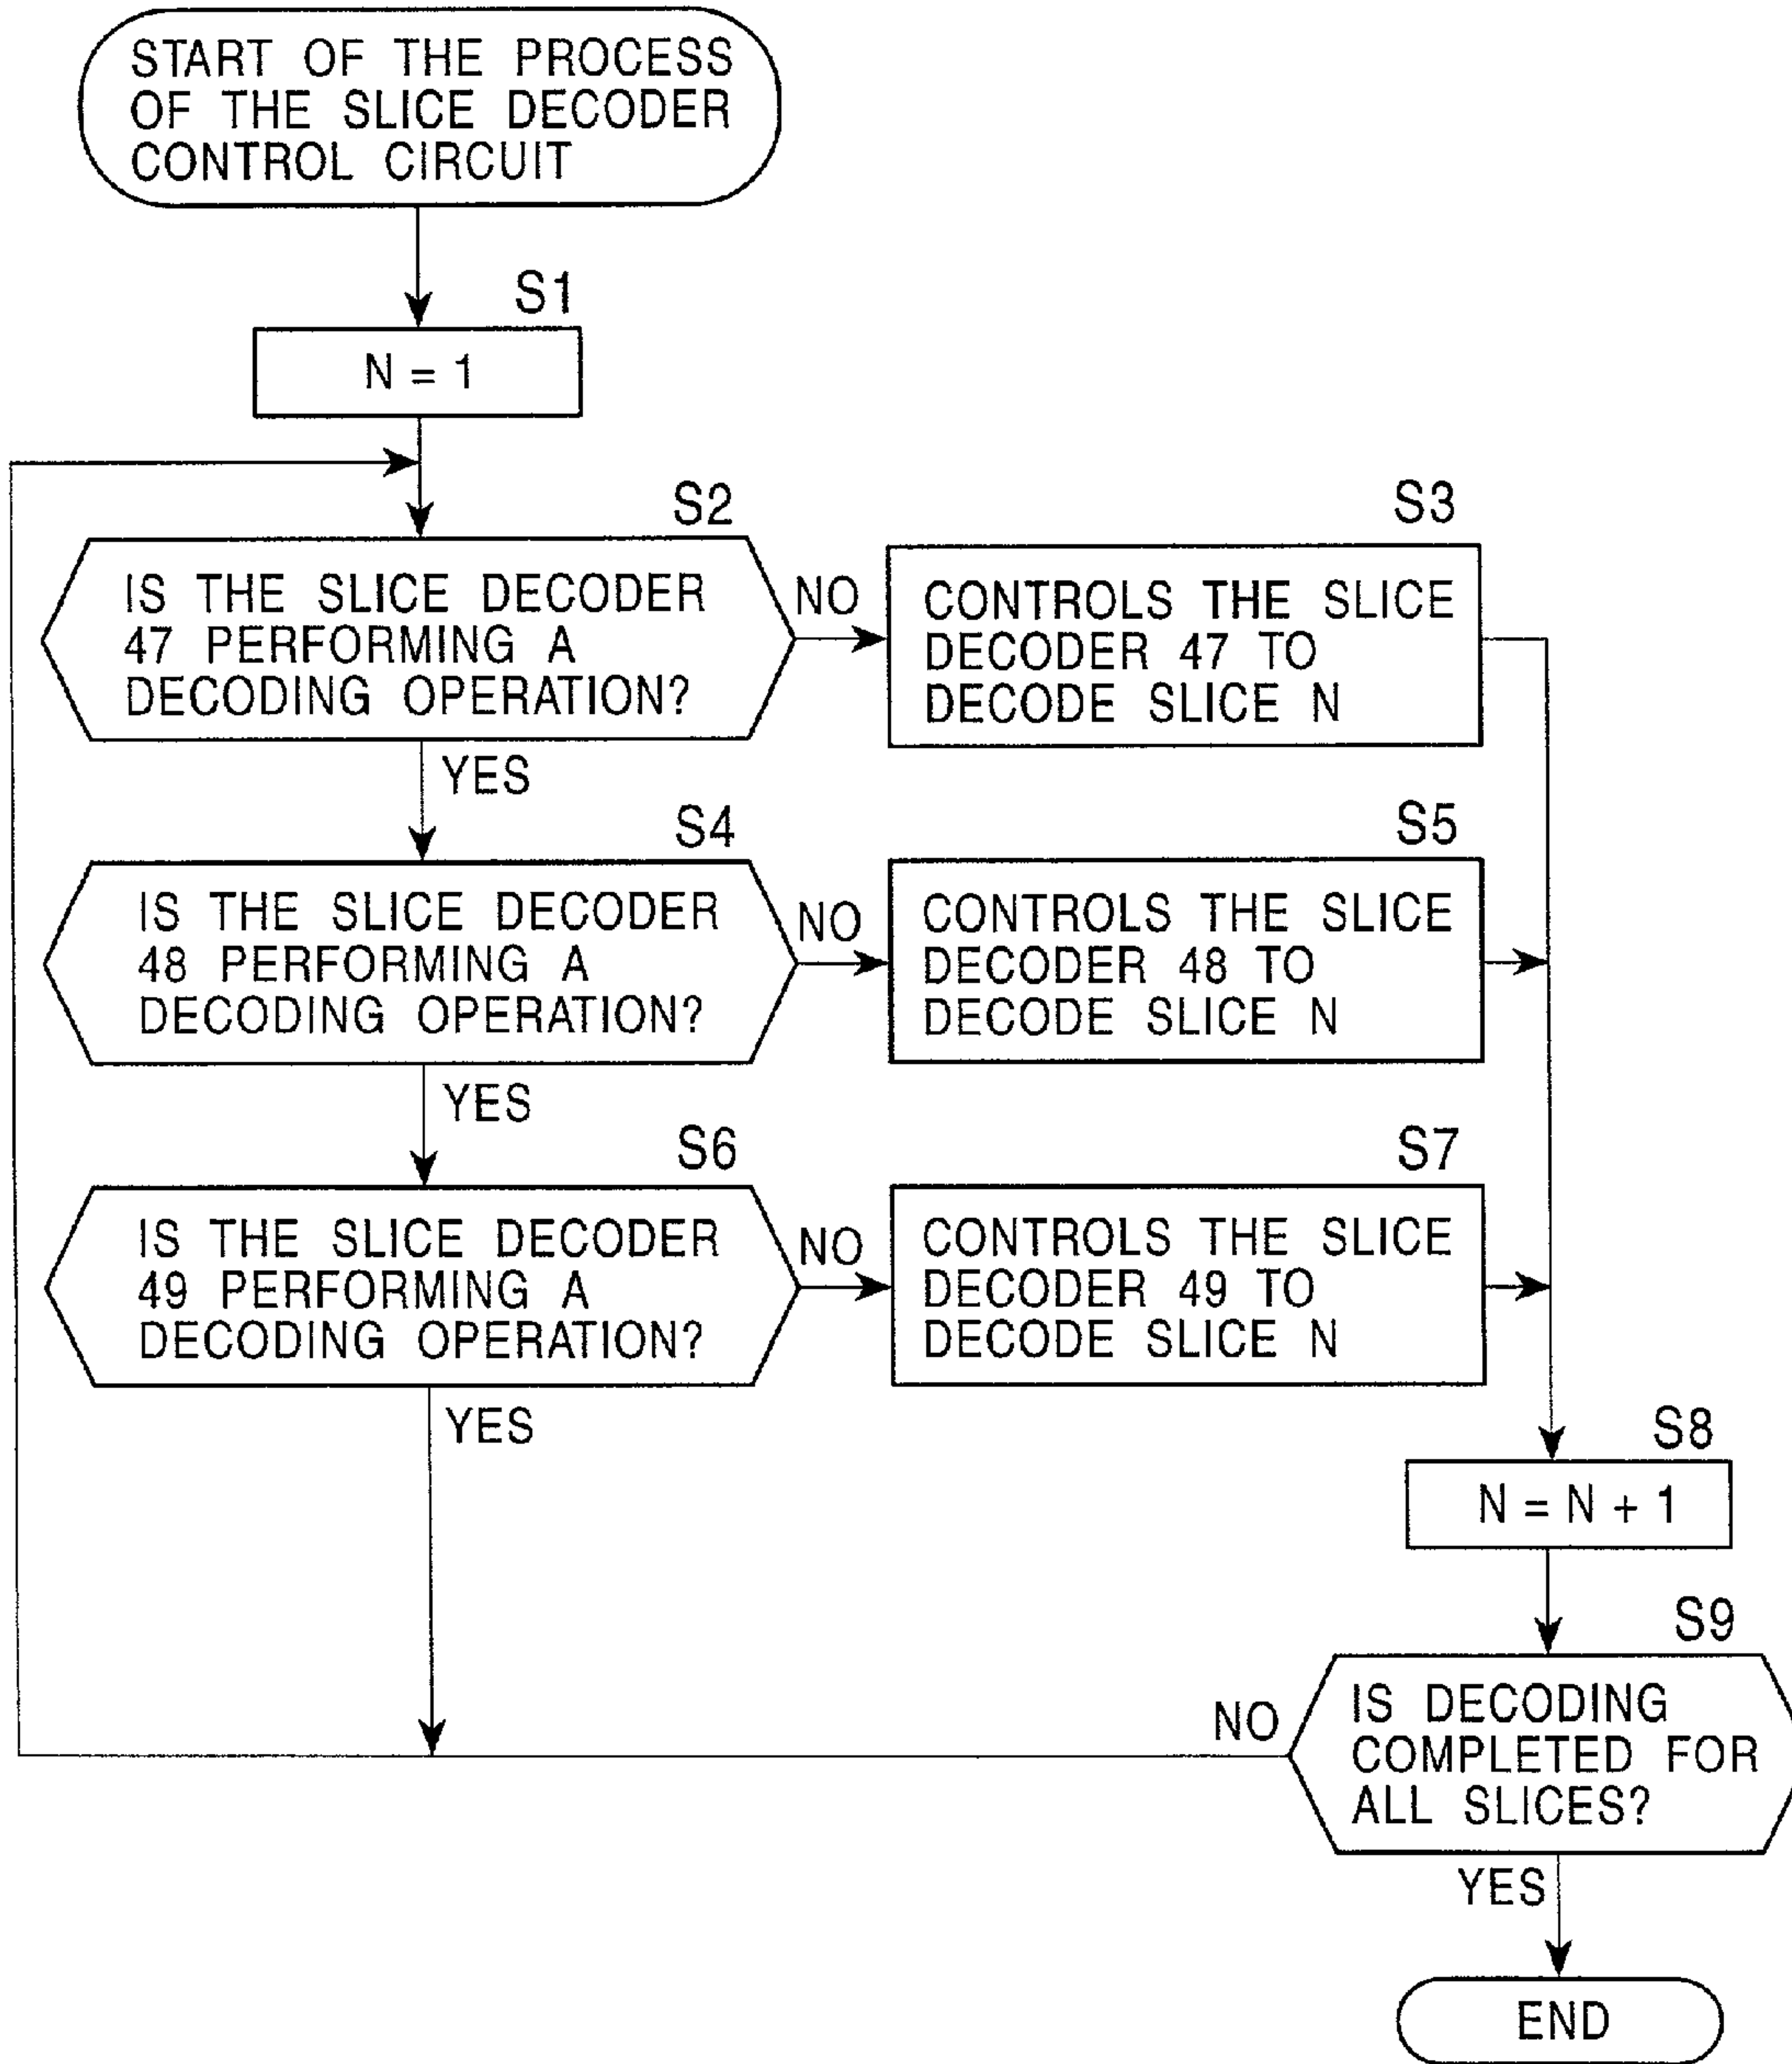 START OF THE PROCESS
OF THE SLICE DECODER
CONTROL CIRCUIT
S1
N = 1
S2
IS THE SLICE DECODER
47 PERFORMING A
DECODING OPERATION?
NO
YES
S3
CONTROLS THE SLICE
DECODER 47 TO
DECODE SLICE N
S4
IS THE SLICE DECODER
48 PERFORMING A
DECODING OPERATION?
NO
YES
S5
CONTROLS THE SLICE
DECODER 48 TO
DECODE SLICE N
S6
IS THE SLICE DECODER
49 PERFORMING A
DECODING OPERATION?
NO
YES
S7
CONTROLS THE SLICE
DECODER 49 TO
DECODE SLICE N
S8
N = N + 1
S9
IS DECODING
COMPLETED FOR
ALL SLICES?
NO
YES
END